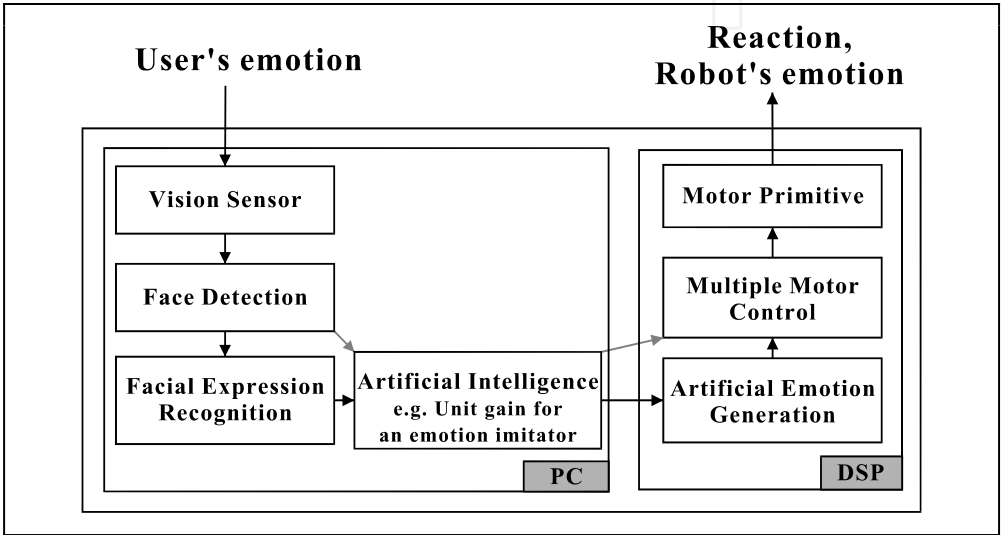 User's emotion
Reaction,
Robot's emotion
Vision Sensor
Face Detection
Facial Expression
Recognition
Artificial Intelligence
e.g. Unit gain for
an emotion imitator
PC
Motor Primitive
Multiple Motor
Control
Artificial Emotion
Generation
DSP